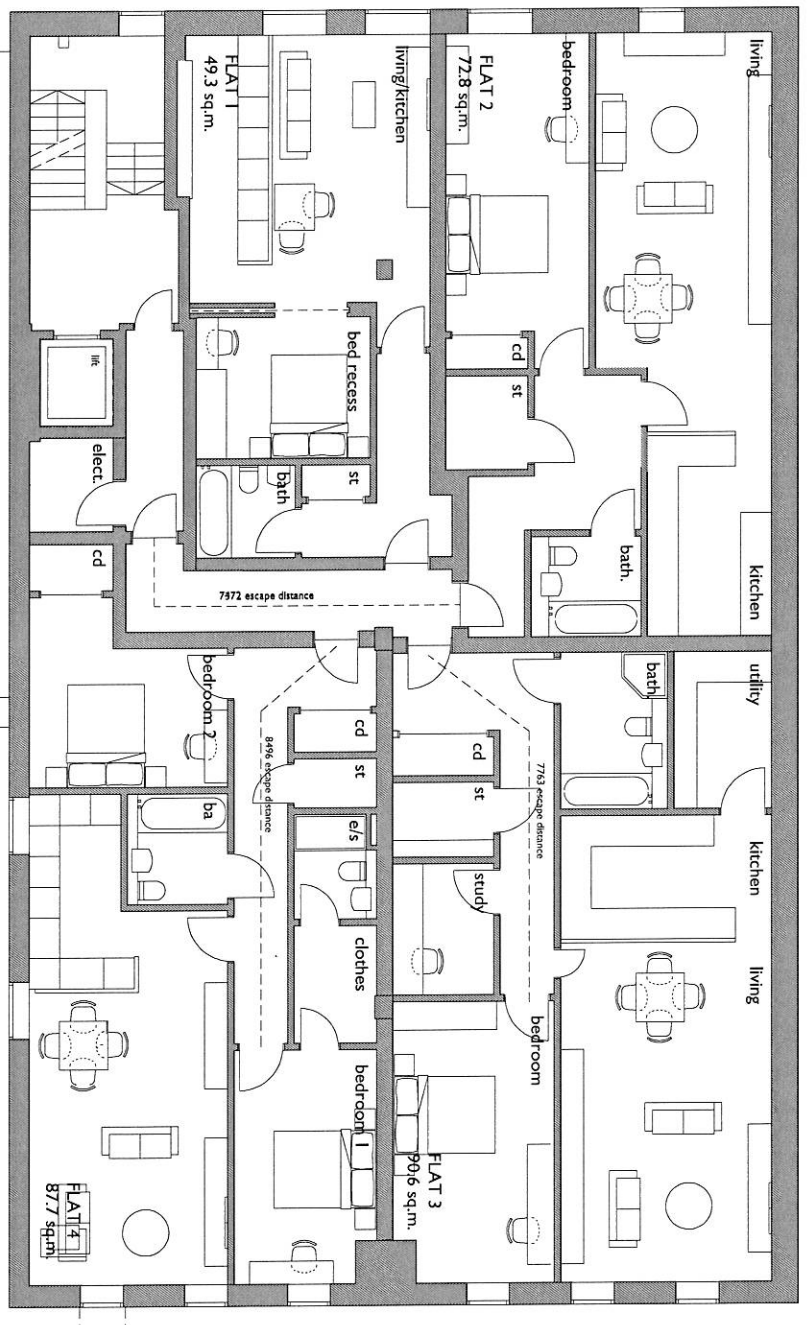 FLAT 1
49.3 sq.m.
living/kitchen
FLAT 2
72.8 sq.m.
bedroom
living
lift
bed recess
cd
st
elect.
bath
st
bath.
kitchen
cd
7372 escape distance
bedroom 2
cd
st
8496 escape distance
ba
e/s
clothes
bedroom 1
FLAT 4
87.7 sq.m.
bath
utility
cd
st
7763 escape distance
study
kitchen
living
bedroom
FLAT 3
90.6 sq.m.